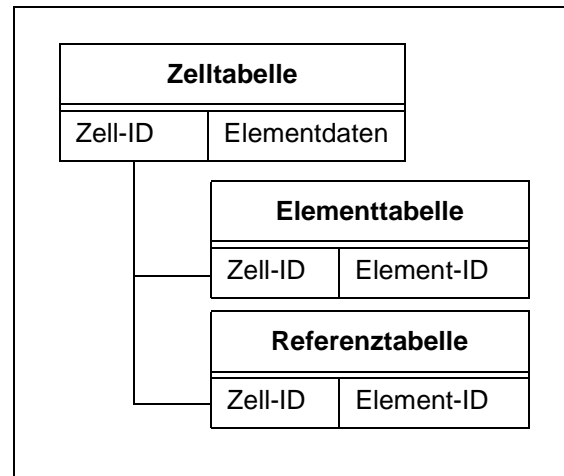 Zelltabelle
Zell-ID Elementdaten
Elementtabelle
Zell-ID Element-ID
Referenztabelle
Zell-ID Element-ID